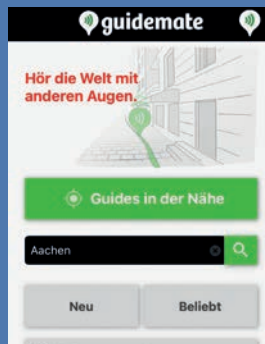 guidemate
Hör die Welt mit
anderen Augen.
Guides in der Nähe
Aachen
Neu Beliebt